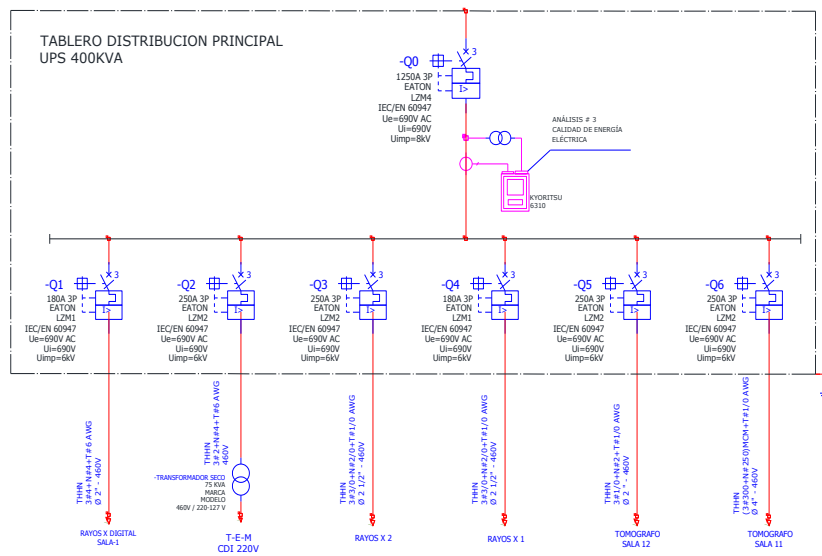 TABLERO DISTRIBUCION PRINCIPAL
UPS 400KVA
-Q0
3
1250A 3P
EATON
LZM4
IEC/EN 60947
Ue=690V AC
Ui=690V
Uimp=8kV
I>
ANÁLISIS # 3
CALIDAD DE ENERGÍA
ELÉCTRICA
KYORITSU
6310
-Q1
3
180A 3P
EATON
LZM1
IEC/EN 60947
Ue=690V AC
Ui=690V
Uimp=6kV
I>
-Q2
3
250A 3P
EATON
LZM2
IEC/EN 60947
Ue=690V AC
Ui=690V
Uimp=6kV
I>
-Q3
3
250A 3P
EATON
LZM2
IEC/EN 60947
Ue=690V AC
Ui=690V
Uimp=6kV
I>
-Q4
3
180A 3P
EATON
LZM1
IEC/EN 60947
Ue=690V AC
Ui=690V
Uimp=6kV
I>
-Q5
3
250A 3P
EATON
LZM2
IEC/EN 60947
Ue=690V AC
Ui=690V
Uimp=6kV
I>
-Q6
3
250A 3P
EATON
LZM2
IEC/EN 60947
Ue=690V AC
Ui=690V
Uimp=6kV
I>
THHN
3#4+N#4+T#6 AWG
Ø 2" - 460V
RAYOS X DIGITAL
SALA-1
THHN
3#2+N#4+T#6 AWG
460V
-TRANSFORMADOR SECO
75 KVA
MARCA
MODELO
460V / 220-127 V
T-E-M
CDI 220V
THHN
3#3/0+N#2/0+T#1/0 AWG
Ø 2 1/2" - 460V
RAYOS X 2
THHN
3#3/0+N#2/0+T#1/0 AWG
Ø 2 1/2" - 460V
RAYOS X 1
THHN
3#1/0+N#2+T#1/0 AWG
Ø 2" - 460V
TOMOGRAFO
SALA 12
THHN
(3#300+N#250)MCM+T#1/0 AWG
Ø 4" - 460V
TOMOGRAFO
SALA 11